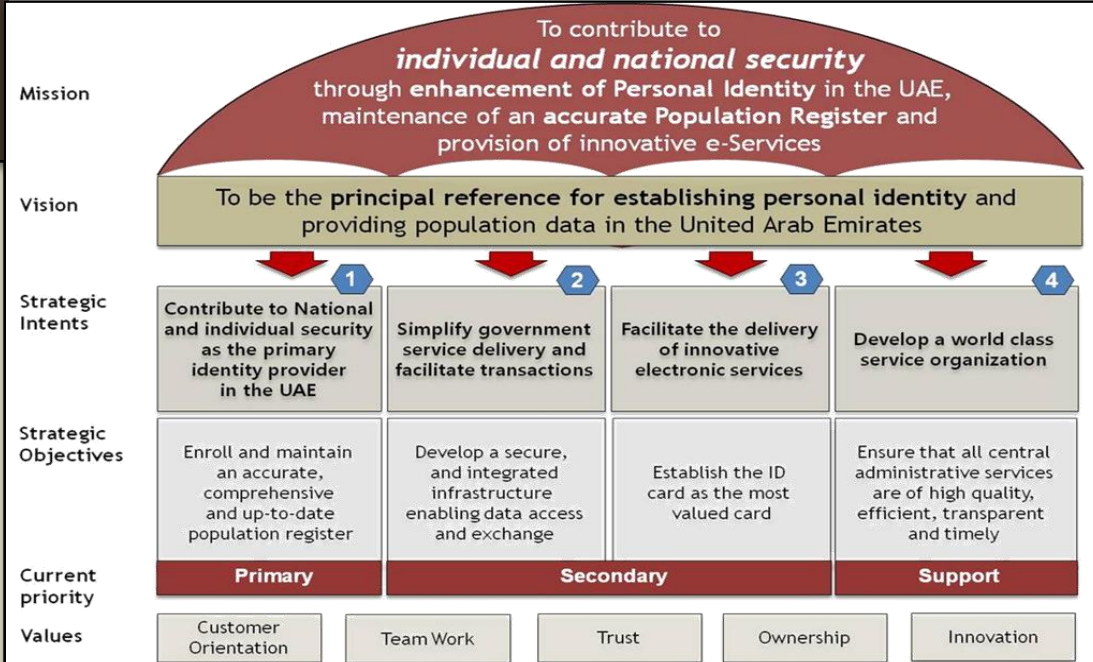 Mission
To contribute to
individual and national security
through enhancement of Personal Identity in the UAE,
maintenance of an accurate Population Register and
provision of innovative e-Services
Vision
To be the principal reference for establishing personal identity and
providing population data in the United Arab Emirates
Strategic
Intents
1
Contribute to National
and individual security
as the primary
identity provider
in the UAE
2
Simplify government
service delivery and
facilitate transactions
3
Facilitate the delivery
of innovative
electronic services
4
Develop a world class
service organization
Strategic
Objectives
Enroll and maintain
an accurate,
comprehensive
and up-to-date
population register
Develop a secure,
and integrated
infrastructure
enabling data access
and exchange
Establish the ID
card as the most
valued card
Ensure that all central
administrative services
are of high quality,
efficient, transparent
and timely
Current
priority
Primary
Secondary
Support
Values
Customer
Orientation
Team Work
Trust
Ownership
Innovation